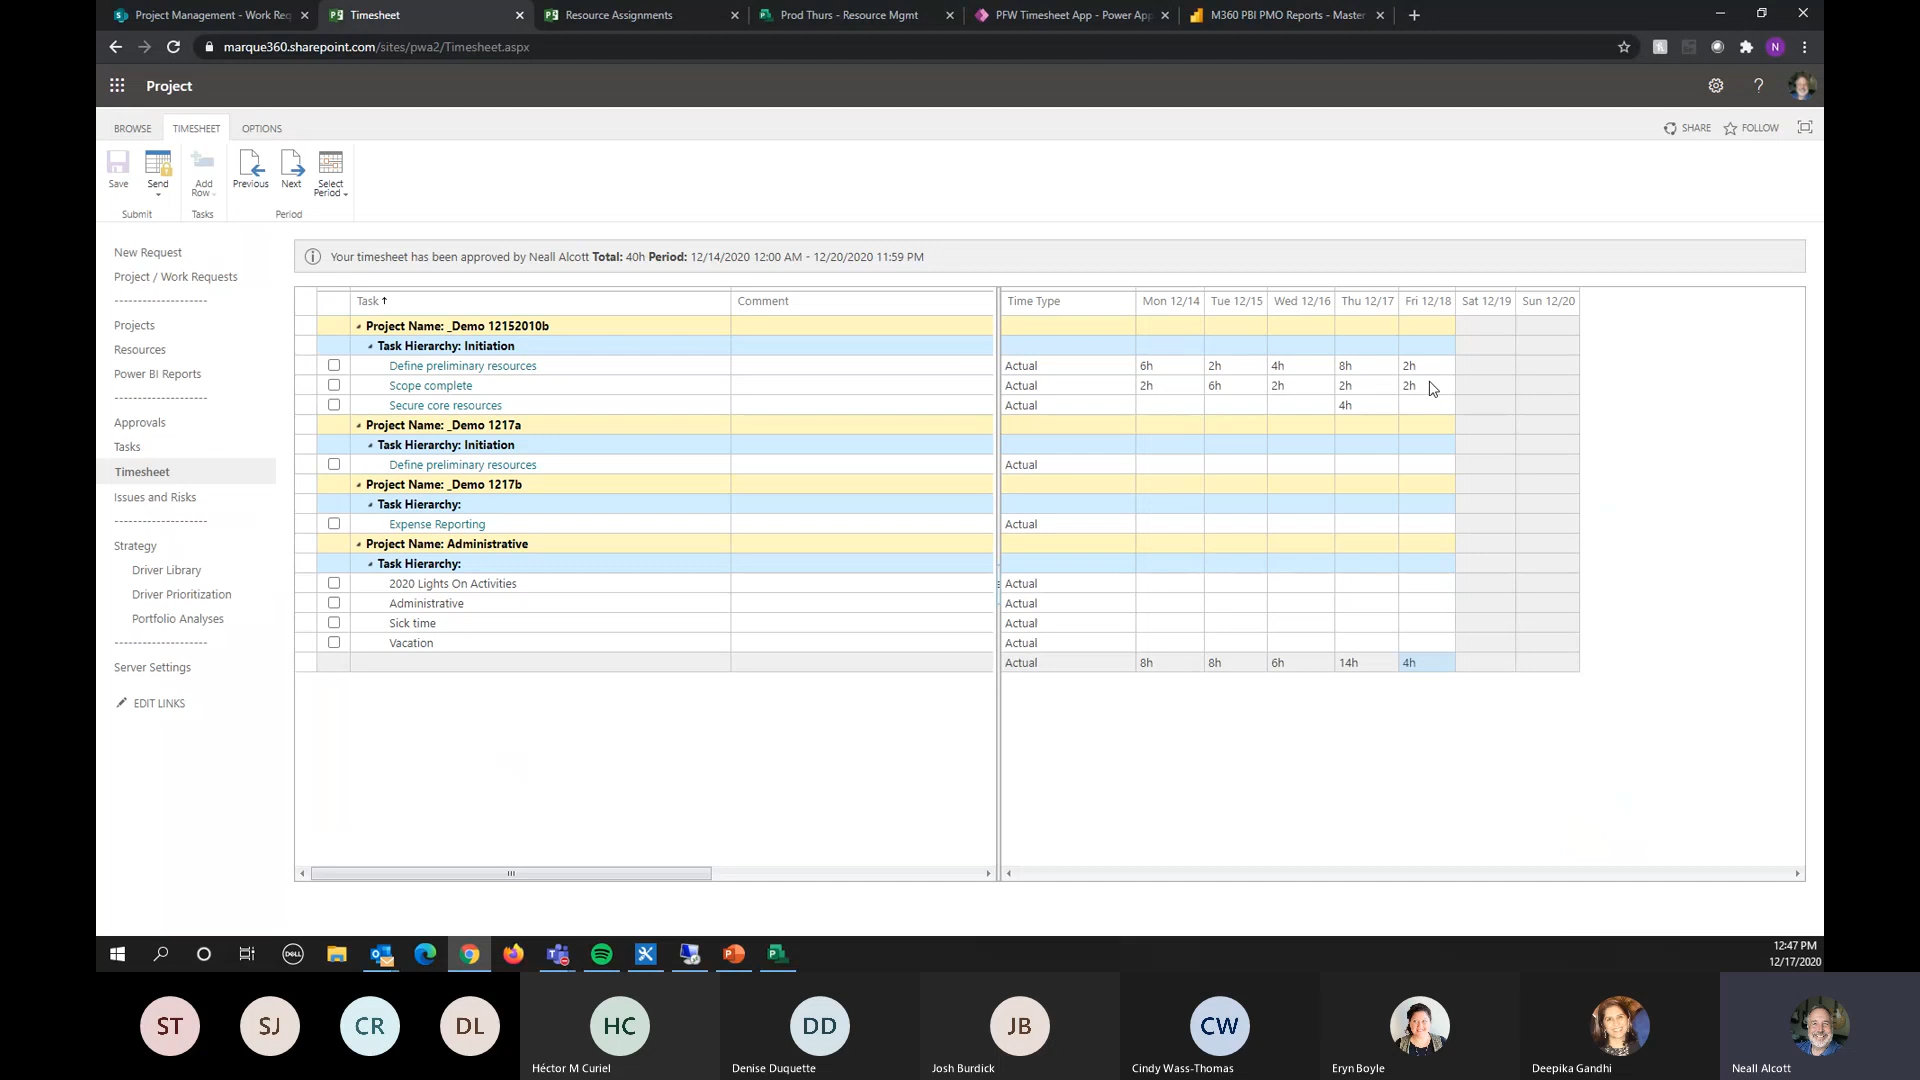 Project Management - Work Req
Timesheet
Resource Assignments
Prod Thurs - Resource Mgmt
PFW Timesheet App - Power App
M360 PBI PMO Reports - Master
marque360.sharepoint.com/sites/pwa2/Timesheet.aspx
N
Project
?
BROWSE TIMESHEET OPTIONS
SHARE FOLLOW
Save Send Add Row Previous Next Select Period
Submit Tasks Period
New Request
Project / Work Requests
--------------------
Projects
Resources
Power BI Reports
--------------------
Approvals
Tasks
Timesheet
Issues and Risks
--------------------
Strategy
Driver Library
Driver Prioritization
Portfolio Analyses
--------------------
Server Settings
EDIT LINKS
Your timesheet has been approved by Neall Alcott Total: 40h Period: 12/14/2020 12:00 AM - 12/20/2020 11:59 PM
Task ↑ Comment Time Type Mon 12/14 Tue 12/15 Wed 12/16 Thu 12/17 Fri 12/18 Sat 12/19 Sun 12/20
Project Name: _Demo 12152010b
Task Hierarchy: Initiation
Define preliminary resources Actual 6h 2h 4h 8h 2h
Scope complete Actual 2h 6h 2h 2h 2h
Secure core resources Actual 4h
Project Name: _Demo 1217a
Task Hierarchy: Initiation
Define preliminary resources Actual
Project Name: _Demo 1217b
Task Hierarchy:
Expense Reporting Actual
Project Name: Administrative
Task Hierarchy:
2020 Lights On Activities Actual
Administrative Actual
Sick time Actual
Vacation Actual
Actual 8h 8h 6h 14h 4h
DELL
12:47 PM
12/17/2020
ST SJ CR DL HC DD JB CW
Héctor M Curiel
Denise Duquette
Josh Burdick
Cindy Wass-Thomas
Eryn Boyle
Deepika Gandhi
Neall Alcott